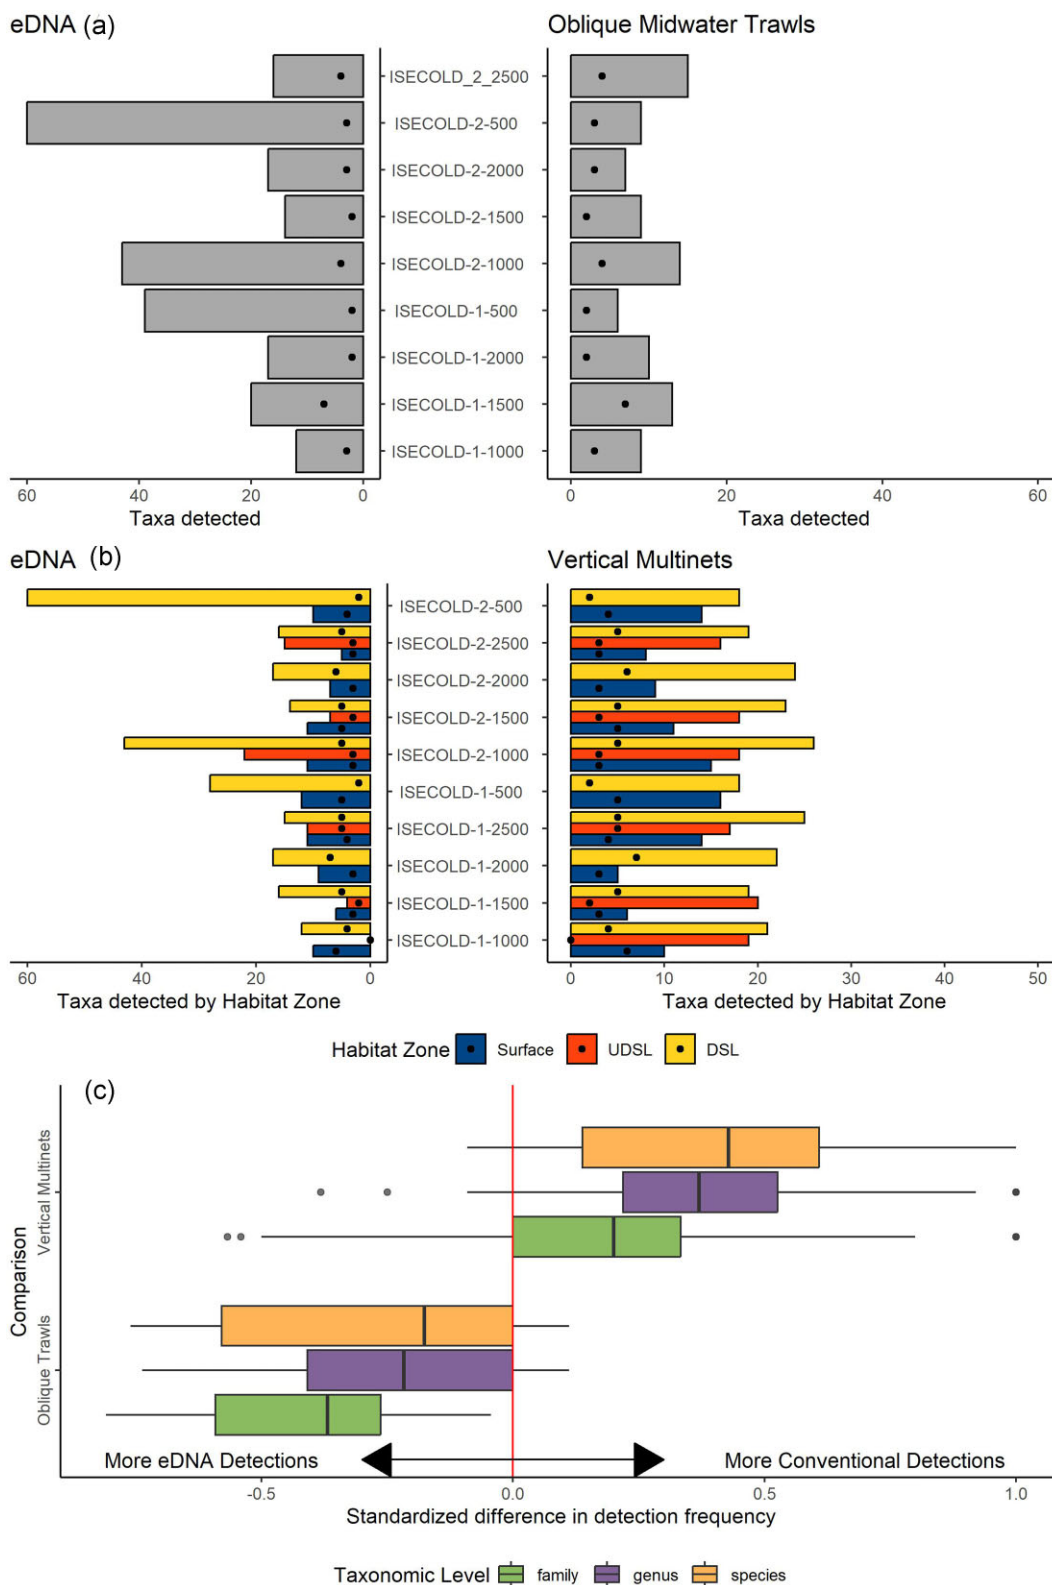 eDNA (a)
Oblique Midwater Trawls
ISECOLD_2_2500
ISECOLD-2-500
ISECOLD-2-2000
ISECOLD-2-1500
ISECOLD-2-1000
ISECOLD-1-500
ISECOLD-1-2000
ISECOLD-1-1500
ISECOLD-1-1000
60 40 20 0
0 20 40 60
Taxa detected
Taxa detected
eDNA (b)
Vertical Multinets
ISECOLD-2-500
ISECOLD-2-2500
ISECOLD-2-2000
ISECOLD-2-1500
ISECOLD-2-1000
ISECOLD-1-500
ISECOLD-1-2500
ISECOLD-1-2000
ISECOLD-1-1500
ISECOLD-1-1000
60 40 20 0
0 10 20 30 40 50
Taxa detected by Habitat Zone
Taxa detected by Habitat Zone
Habitat Zone Surface UDSL DSL
(c)
Comparison
Vertical Multinets
Oblique Trawls
More eDNA Detections
More Conventional Detections
-0.5 0.0 0.5 1.0
Standardized difference in detection frequency
Taxonomic Level family genus species